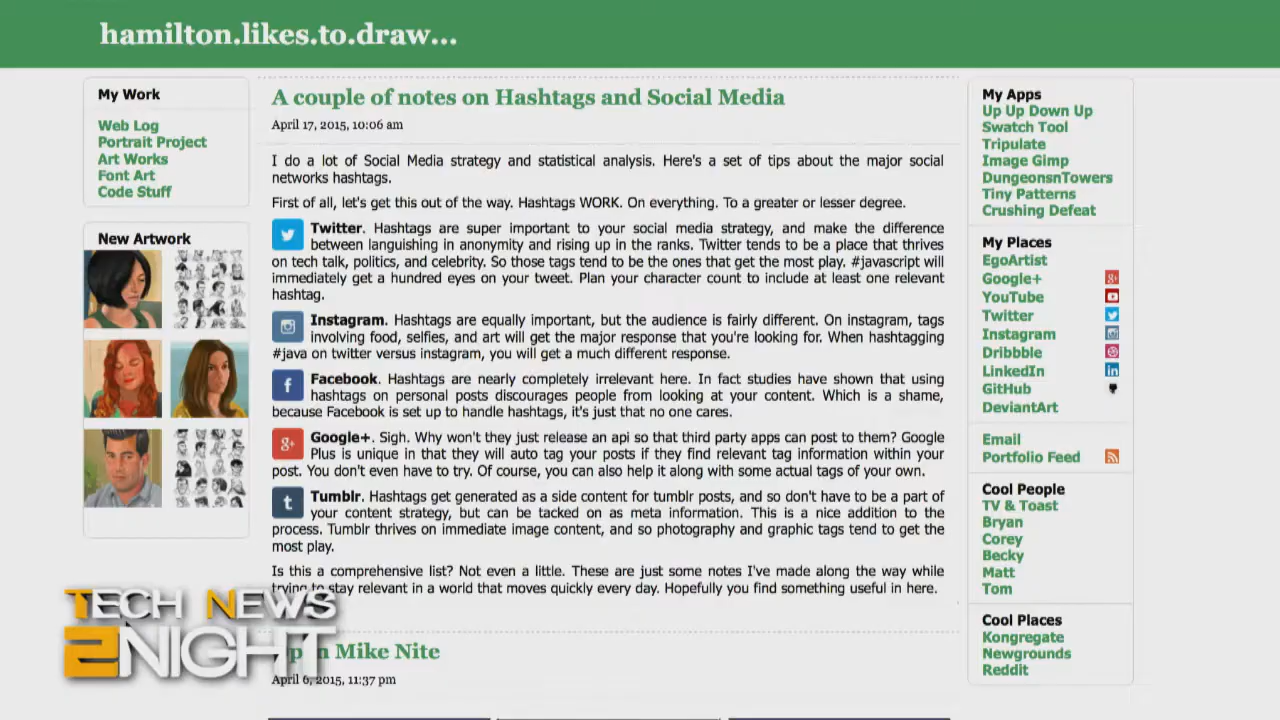 hamilton.likes.to.draw...
My Work
Web Log
Portrait Project
Art Works
Font Art
Code Stuff
New Artwork
A couple of notes on Hashtags and Social Media
April 17, 2015, 10:06 am
I do a lot of Social Media strategy and statistical analysis. Here's a set of tips about the major social
networks hashtags.
First of all, let's get this out of the way. Hashtags WORK. On everything. To a greater or lesser degree.
Twitter. Hashtags are super important to your social media strategy, and make the difference
between languishing in anonymity and rising up in the ranks. Twitter tends to be a place that thrives
on tech talk, politics, and celebrity. So those tags tend to be the ones that get the most play. #javascript will
immediately get a hundred eyes on your tweet. Plan your character count to include at least one relevant
hashtag.
Instagram. Hashtags are equally important, but the audience is fairly different. On instagram, tags
involving food, selfies, and art will get the major response that you're looking for. When hashtagging
#java on twitter versus instagram, you will get a much different response.
f
Facebook. Hashtags are nearly completely irrelevant here. In fact studies have shown that using
hashtags on personal posts discourages people from looking at your content. Which is a shame,
because Facebook is set up to handle hashtags, it's just that no one cares.
g+
Google+. Sigh. Why won't they just release an api so that third party apps can post to them? Google
Plus is unique in that they will auto tag your posts if they find relevant tag information within your
post. You don't even have to try. Of course, you can also help it along with some actual tags of your own.
t
Tumblr. Hashtags get generated as a side content for tumblr posts, and so don't have to be a part of
your content strategy, but can be tacked on as meta information. This is a nice addition to the
process. Tumblr thrives on immediate image content, and so photography and graphic tags tend to get the
most play.
Is this a comprehensive list? Not even a little. These are just some notes I've made along the way while
trying to stay relevant in a world that moves quickly every day. Hopefully you find something useful in here.
Open Mike Nite
April 6, 2015, 11:37 pm
My Apps
Up Up Down Up
Swatch Tool
Tripulate
Image Gimp
DungeonsnTowers
Tiny Patterns
Crushing Defeat
My Places
EgoArtist
Google+ g+
YouTube
Twitter
Instagram
Dribbble
LinkedIn in
GitHub
DeviantArt
Email
Portfolio Feed
Cool People
TV & Toast
Bryan
Corey
Becky
Matt
Tom
Cool Places
Kongregate
Newgrounds
Reddit
TECH NEWS
2NIGHT